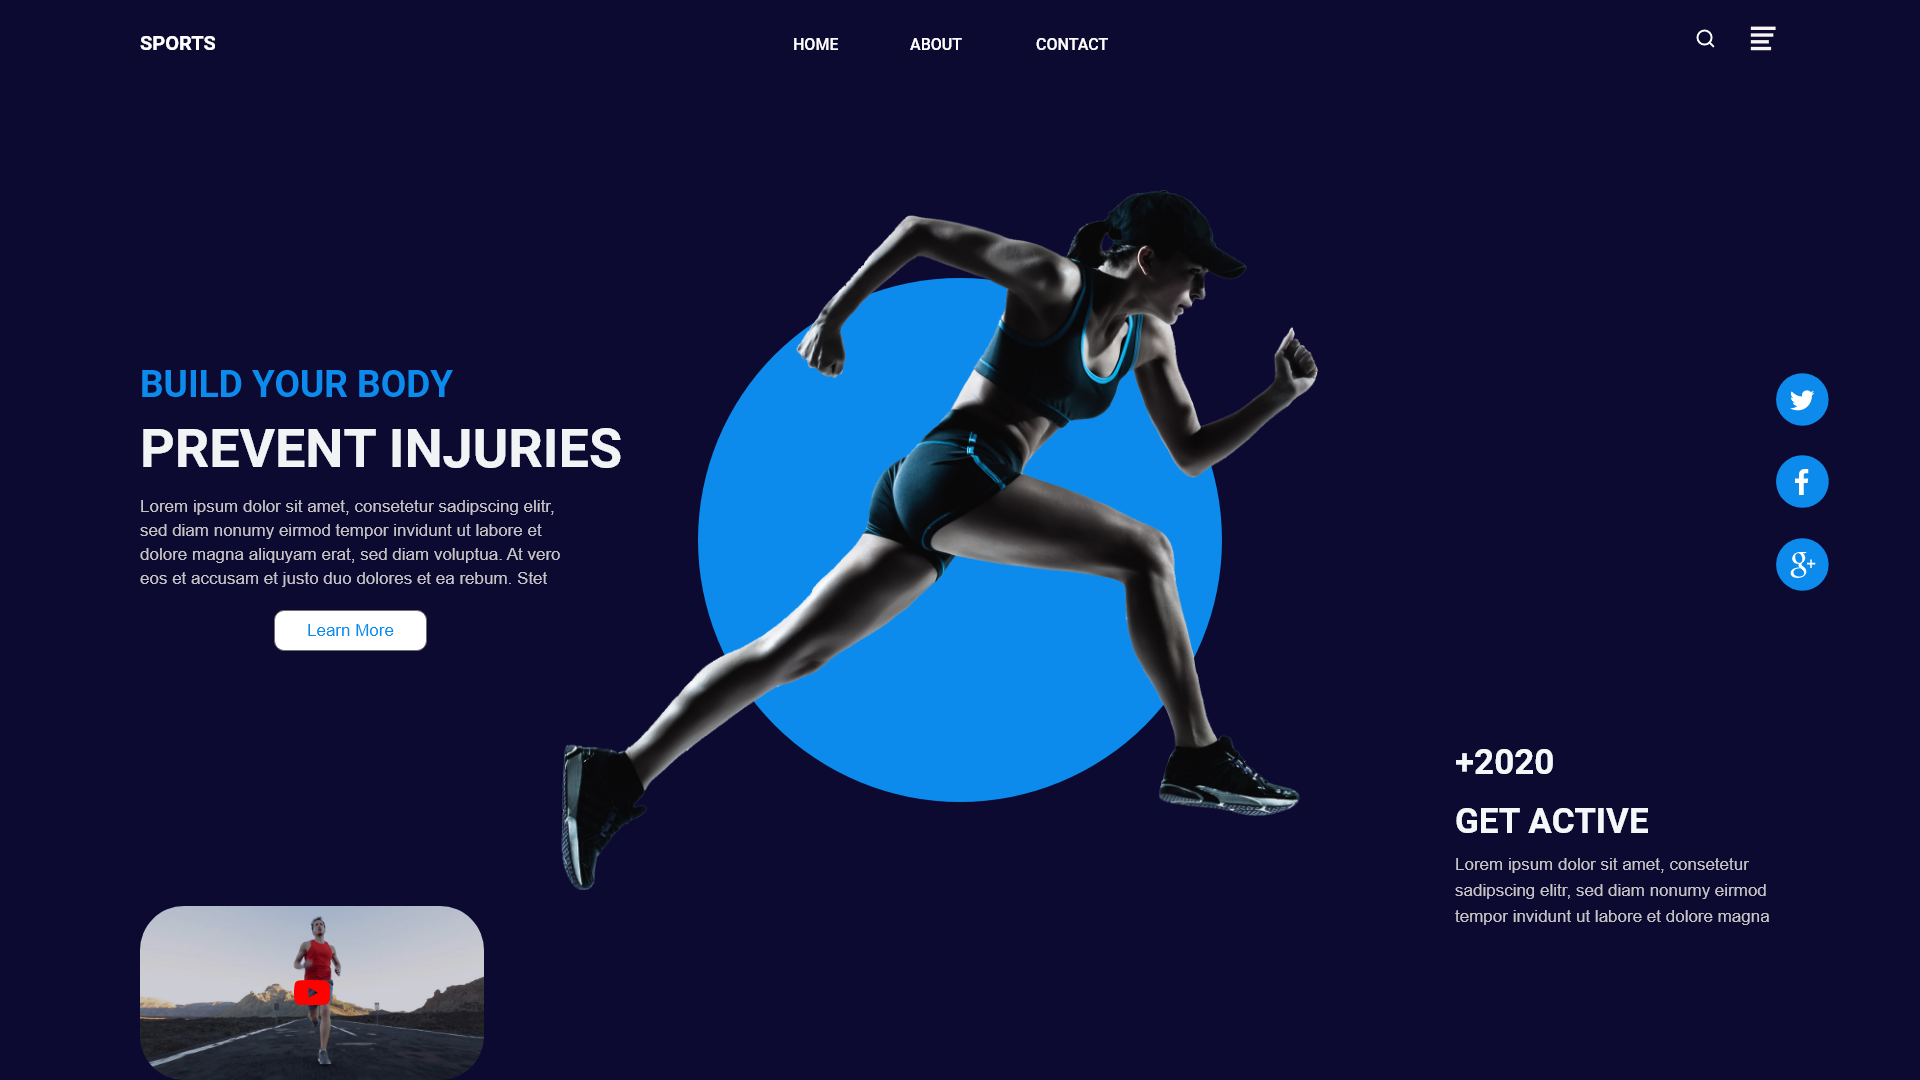 SPORTS
HOME
ABOUT
CONTACT
BUILD YOUR BODY
PREVENT INJURIES
Lorem ipsum dolor sit amet, consetetur sadipscing elitr,
sed diam nonumy eirmod tempor invidunt ut labore et
dolore magna aliquyam erat, sed diam voluptua. At vero
eos et accusam et justo duo dolores et ea rebum. Stet
Learn More
+2020
GET ACTIVE
Lorem ipsum dolor sit amet, consetetur
sadipscing elitr, sed diam nonumy eirmod
tempor invidunt ut labore et dolore magna